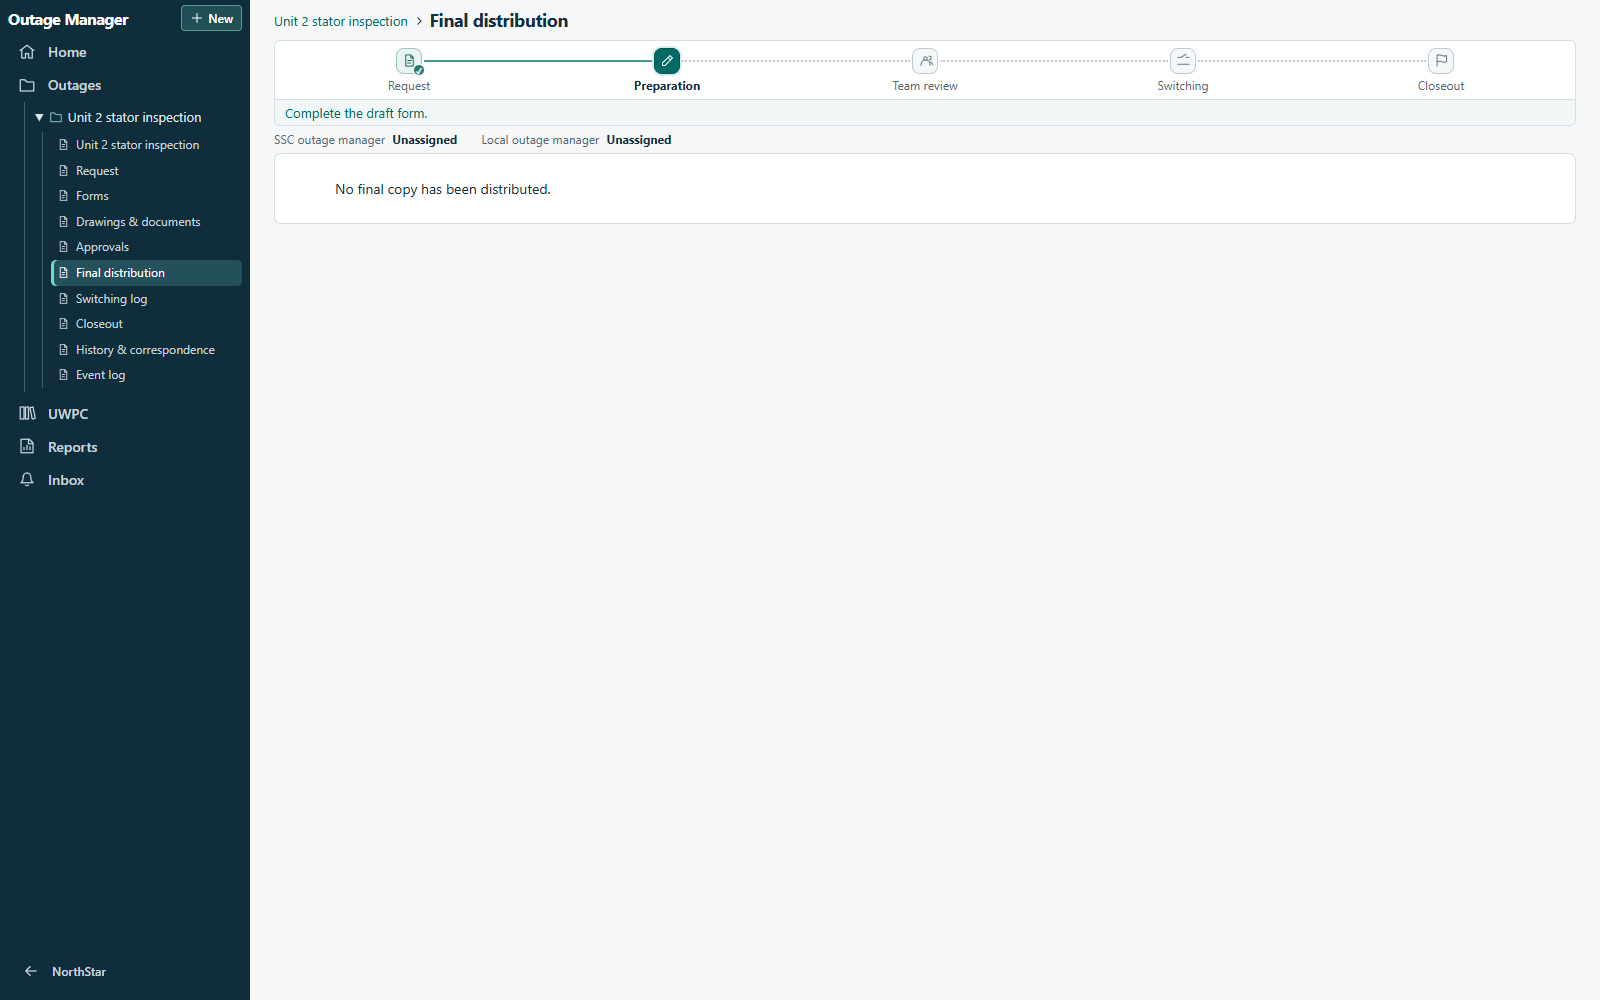 Outage Manager
New
Home
Outages
Unit 2 stator inspection
Unit 2 stator inspection
Request
Forms
Drawings & documents
Approvals
Final distribution
Switching log
Closeout
History & correspondence
Event log
UWPC
Reports
Inbox
NorthStar
Unit 2 stator inspection › Final distribution
Request
Preparation
Team review
Switching
Closeout
Complete the draft form.
SSC outage manager Unassigned Local outage manager Unassigned
No final copy has been distributed.